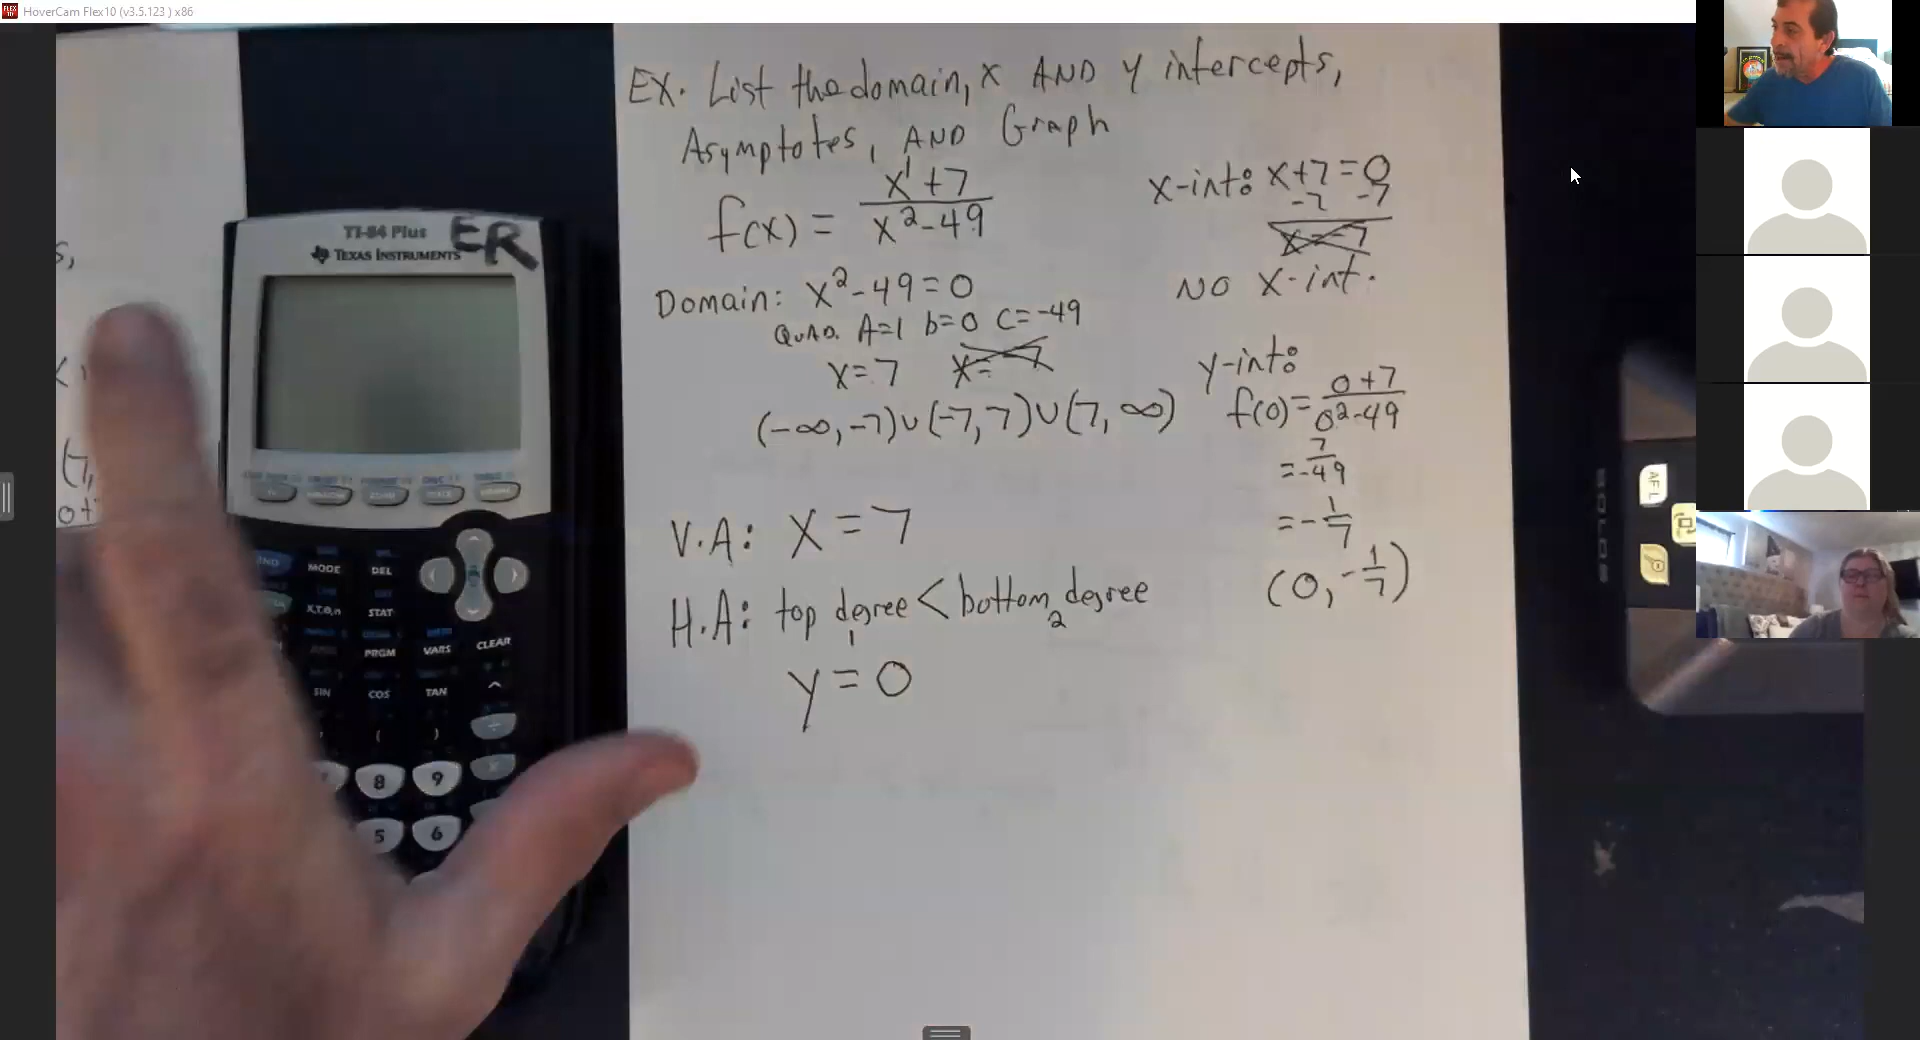 HoverCam Flex10 (v3.5.123 ) x86
EX. List the domain, x AND y intercepts,
Asymptotes, AND Graph
f(x) = x¹+7 / x²-49
Domain: x²-49=0
QUAD. A=1 b=0 c=-49
x=7 x=-7
(-∞,-7)∪(-7,7)∪(7,∞)
V.A: x=7
H.A: top degree < bottom degree
1 2
y=0
x-int: x+7=0
-7 -7
x=-7
NO x-int.
y-int:
f(0)= 0+7 / 0²-49
= 7 / -49
= -1/7
(0, -1/7)
TI-84 Plus ER
TEXAS INSTRUMENTS
MODE DEL
X,T,θ,n STAT
PRGM VARS CLEAR
SIN COS TAN
^
, ( ) ÷
7 8 9 ×
5 6
s,
(7,
AF L